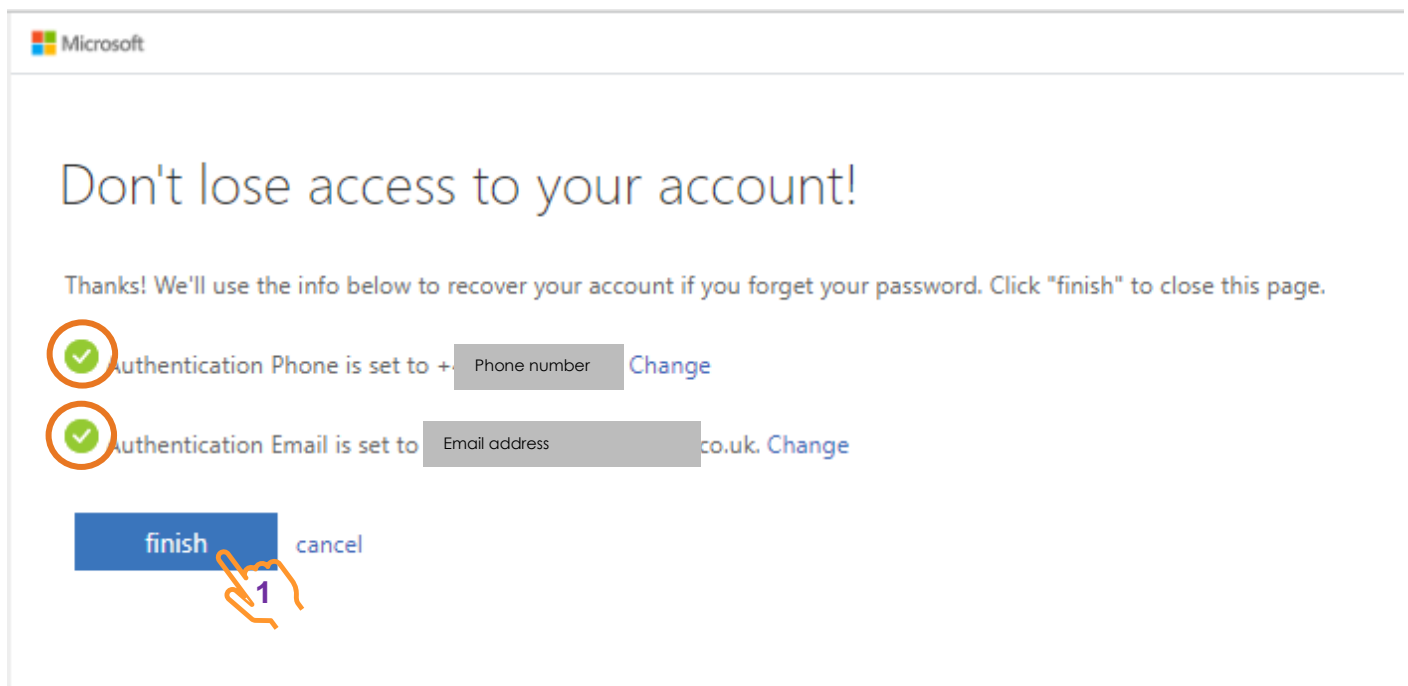 Microsoft
Don't lose access to your account!
Thanks! We'll use the info below to recover your account if you forget your password. Click "finish" to close this page.
Authentication Phone is set to + Phone number Change
Authentication Email is set to Email address co.uk. Change
finish cancel
1